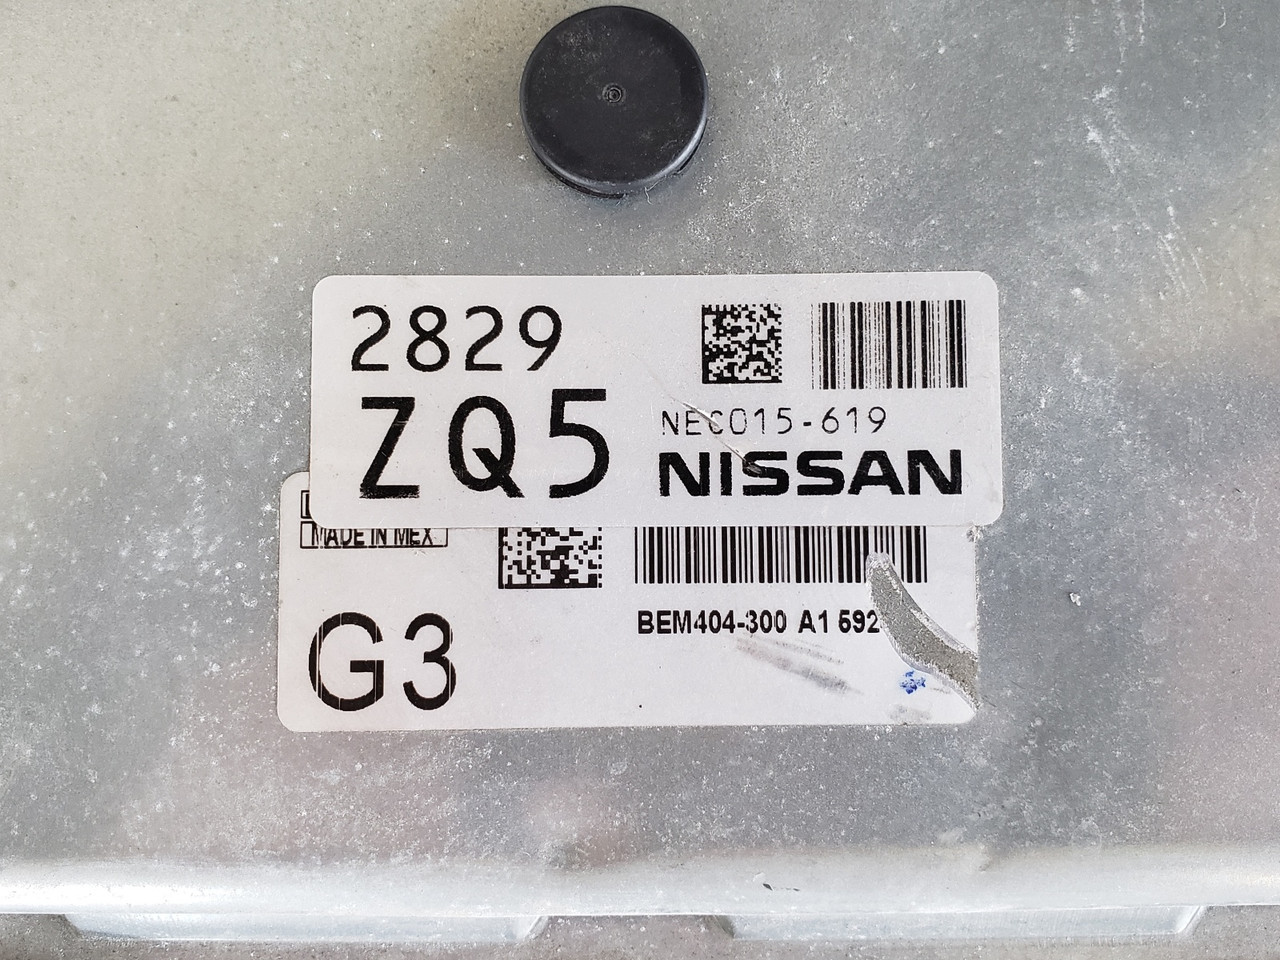 2829
ZQ5
NEC015-619
NISSAN
MADE IN MEX
BEM404-300 A1 592
G3